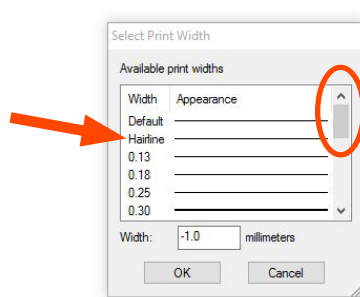 Select Print Width
Available print widths
Width Appearance
Default
Hairline
0.13
0.18
0.25
0.30
Width: -1.0 millimeters
OK Cancel